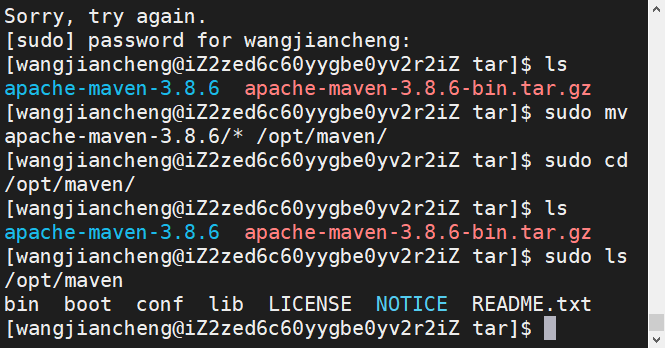 Sorry, try again.
[sudo] password for wangjiancheng:
[wangjiancheng@iZ2zed6c60yygbe0yv2r2iZ tar]$ ls
apache-maven-3.8.6  apache-maven-3.8.6-bin.tar.gz
[wangjiancheng@iZ2zed6c60yygbe0yv2r2iZ tar]$ sudo mv
apache-maven-3.8.6/* /opt/maven/
[wangjiancheng@iZ2zed6c60yygbe0yv2r2iZ tar]$ sudo cd
/opt/maven/
[wangjiancheng@iZ2zed6c60yygbe0yv2r2iZ tar]$ ls
apache-maven-3.8.6  apache-maven-3.8.6-bin.tar.gz
[wangjiancheng@iZ2zed6c60yygbe0yv2r2iZ tar]$ sudo ls
/opt/maven
bin  boot  conf  lib  LICENSE  NOTICE  README.txt
[wangjiancheng@iZ2zed6c60yygbe0yv2r2iZ tar]$